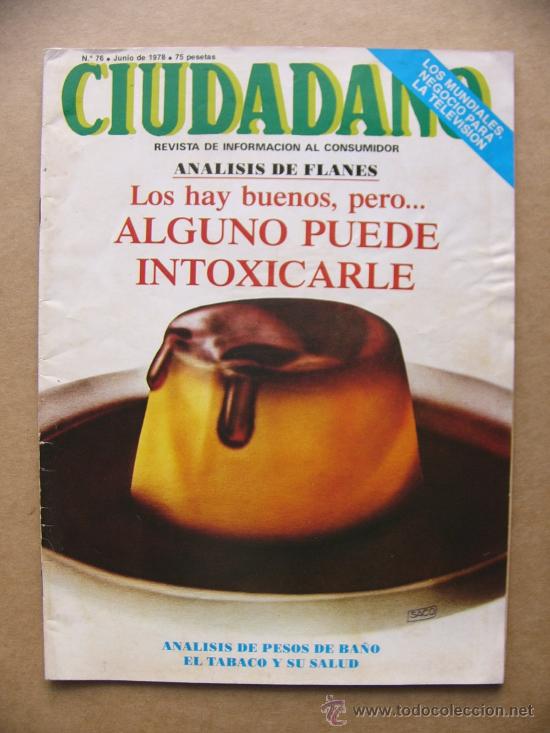 N.º 76 • Junio de 1978 • 75 pesetas
CIUDADANO
LOS MUNDIALES,
NEGOCIO PARA
LA TELEVISION
REVISTA DE INFORMACION AL CONSUMIDOR
ANALISIS DE FLANES
Los hay buenos, pero...
ALGUNO PUEDE
INTOXICARLE
SACO
ANALISIS DE PESOS DE BAÑO
EL TABACO Y SU SALUD
www.todocoleccion.net